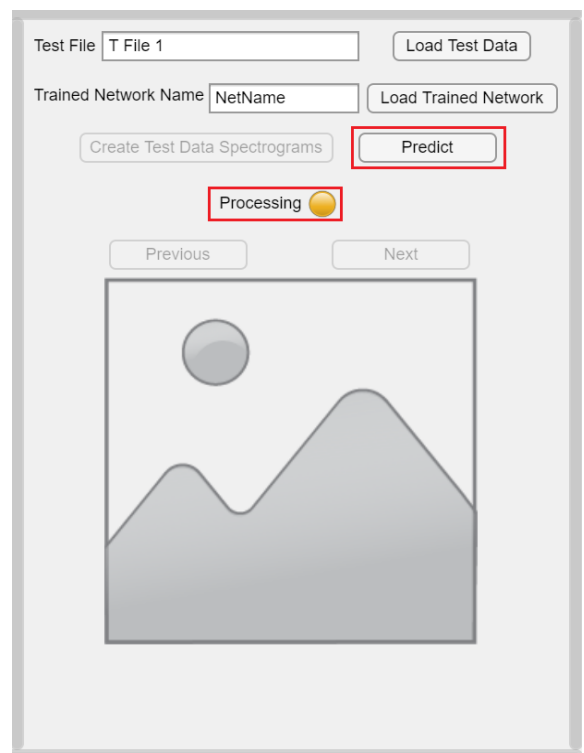 Test File T File 1 Load Test Data
Trained Network Name NetName Load Trained Network
Create Test Data Spectrograms Predict
Processing
Previous Next